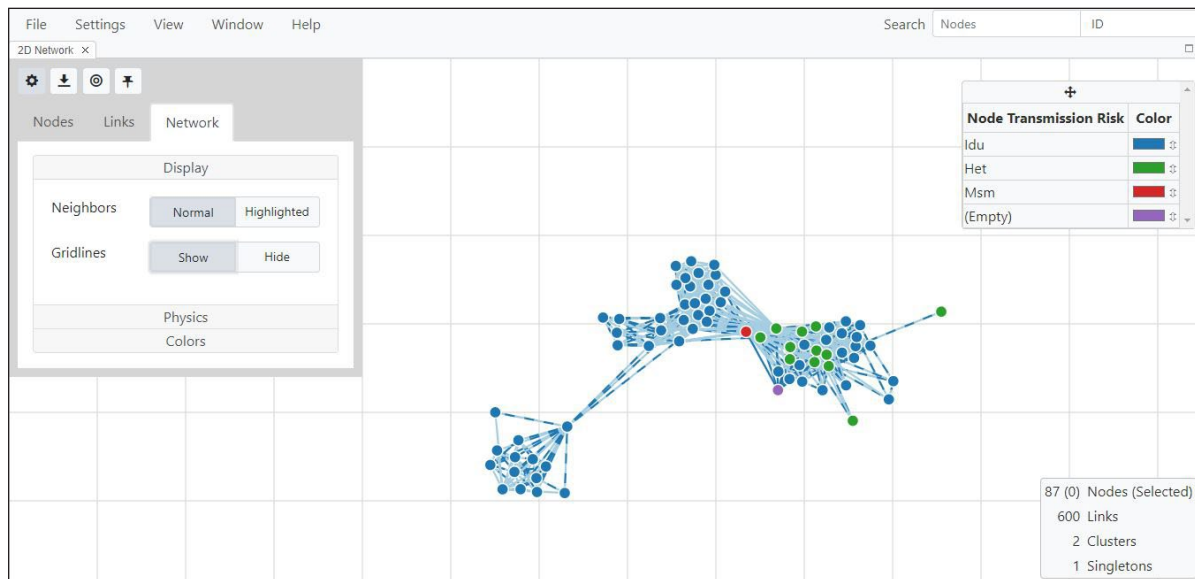 File Settings View Window Help Search Nodes ID
2D Network ×
Nodes Links Network
Display
Neighbors Normal Highlighted
Gridlines Show Hide
Physics
Colors
Node Transmission Risk Color
Idu
Het
Msm
(Empty)
87 (0) Nodes (Selected)
600 Links
2 Clusters
1 Singletons